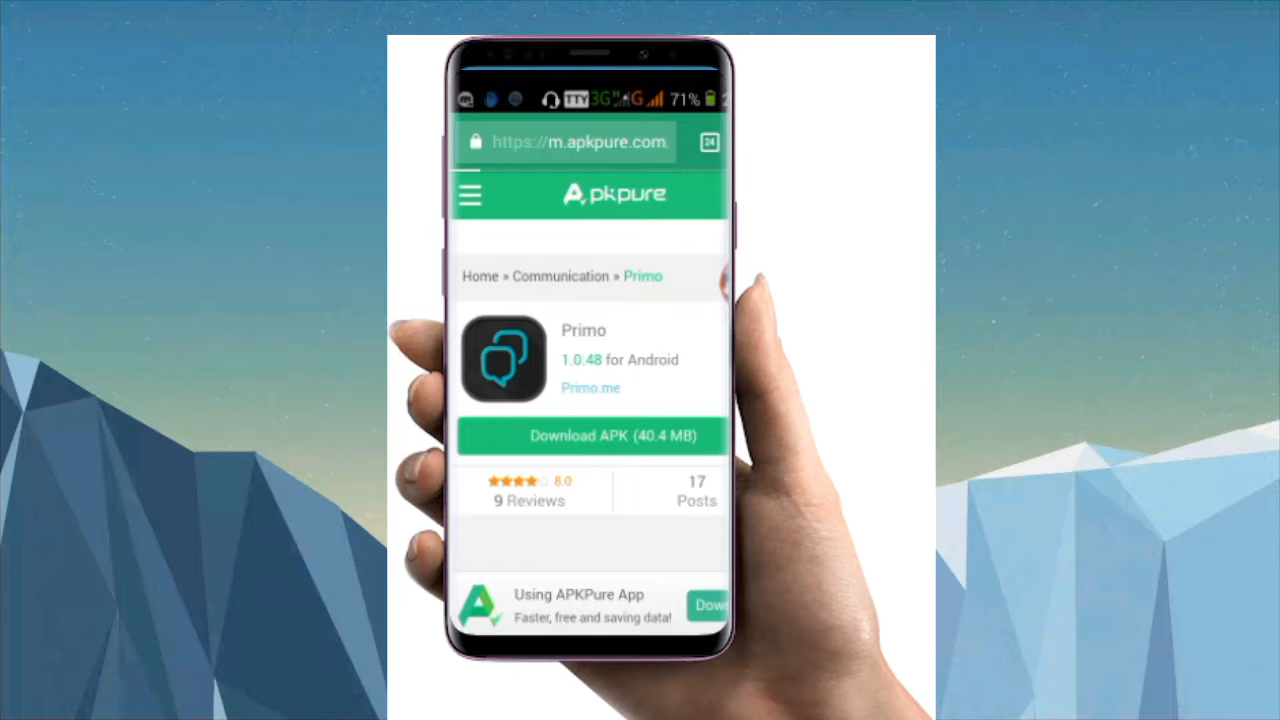 TTY 3G H G 71% 2
https://m.apkpure.com, 24
Apkpure
Home » Communication » Primo
Primo
1.0.48 for Android
Primo.me
Download APK (40.4 MB)
8.0 17
9 Reviews Posts
Using APKPure App
Dow
Faster, free and saving data!